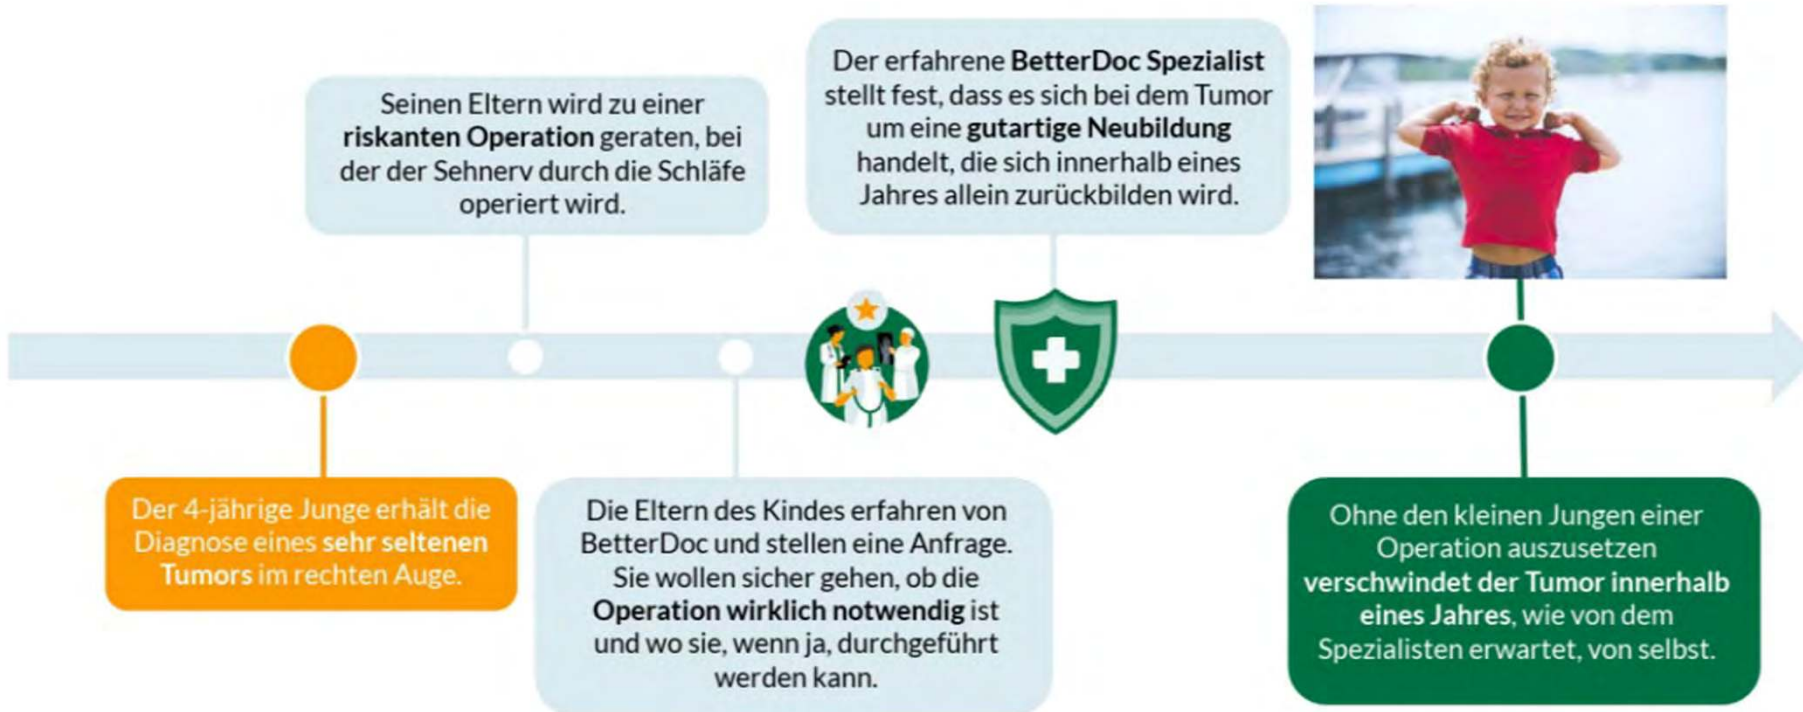 Der 4-jährige Junge erhält die
Diagnose eines sehr seltenen
Tumors im rechten Auge.
Seinen Eltern wird zu einer
riskanten Operation geraten, bei
der der Sehnerv durch die Schläfe
operiert wird.
Die Eltern des Kindes erfahren von
BetterDoc und stellen eine Anfrage.
Sie wollen sicher gehen, ob die
Operation wirklich notwendig ist
und wo sie, wenn ja, durchgeführt
werden kann.
Der erfahrene BetterDoc Spezialist
stellt fest, dass es sich bei dem Tumor
um eine gutartige Neubildung
handelt, die sich innerhalb eines
Jahres allein zurückbilden wird.
Ohne den kleinen Jungen einer
Operation auszusetzen
verschwindet der Tumor innerhalb
eines Jahres, wie von dem
Spezialisten erwartet, von selbst.